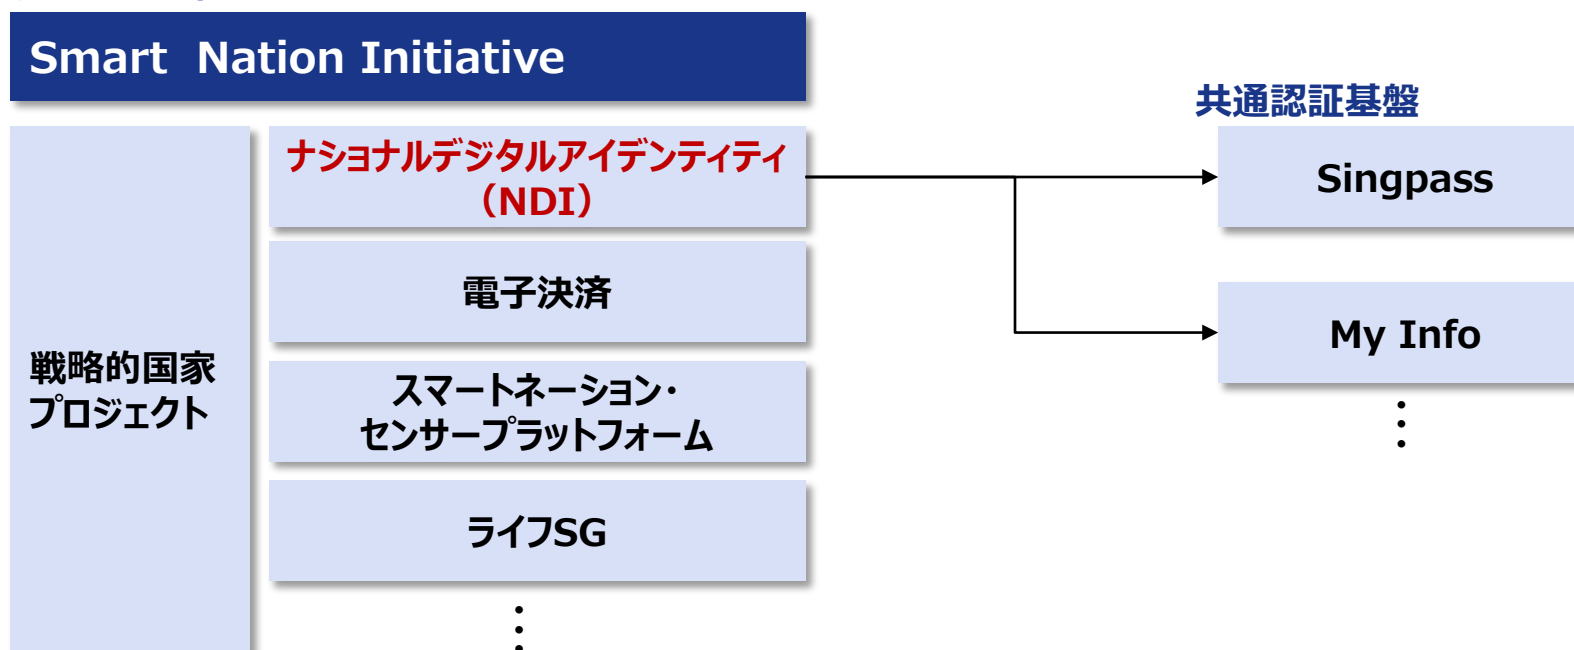 Smart Nation Initiative
共通認証基盤
戦略的国家
プロジェクト
ナショナルデジタルアイデンティティ
（NDI）
電子決済
スマートネーション・
センサープラットフォーム
ライフSG
Singpass
My Info